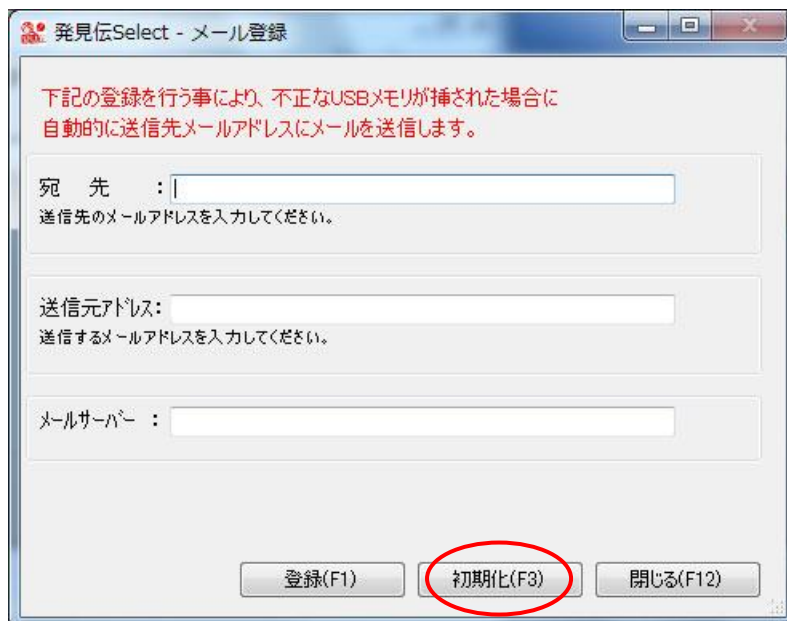 発見伝Select - メール登録
下記の登録を行う事により、不正なUSBメモリが挿された場合に
自動的に送信先メールアドレスにメールを送信します。
宛　先　:
送信先のメールアドレスを入力してください。
送信元アドレス:
送信するメールアドレスを入力してください。
メールサーバー :
登録(F1) 初期化(F3) 閉じる(F12)